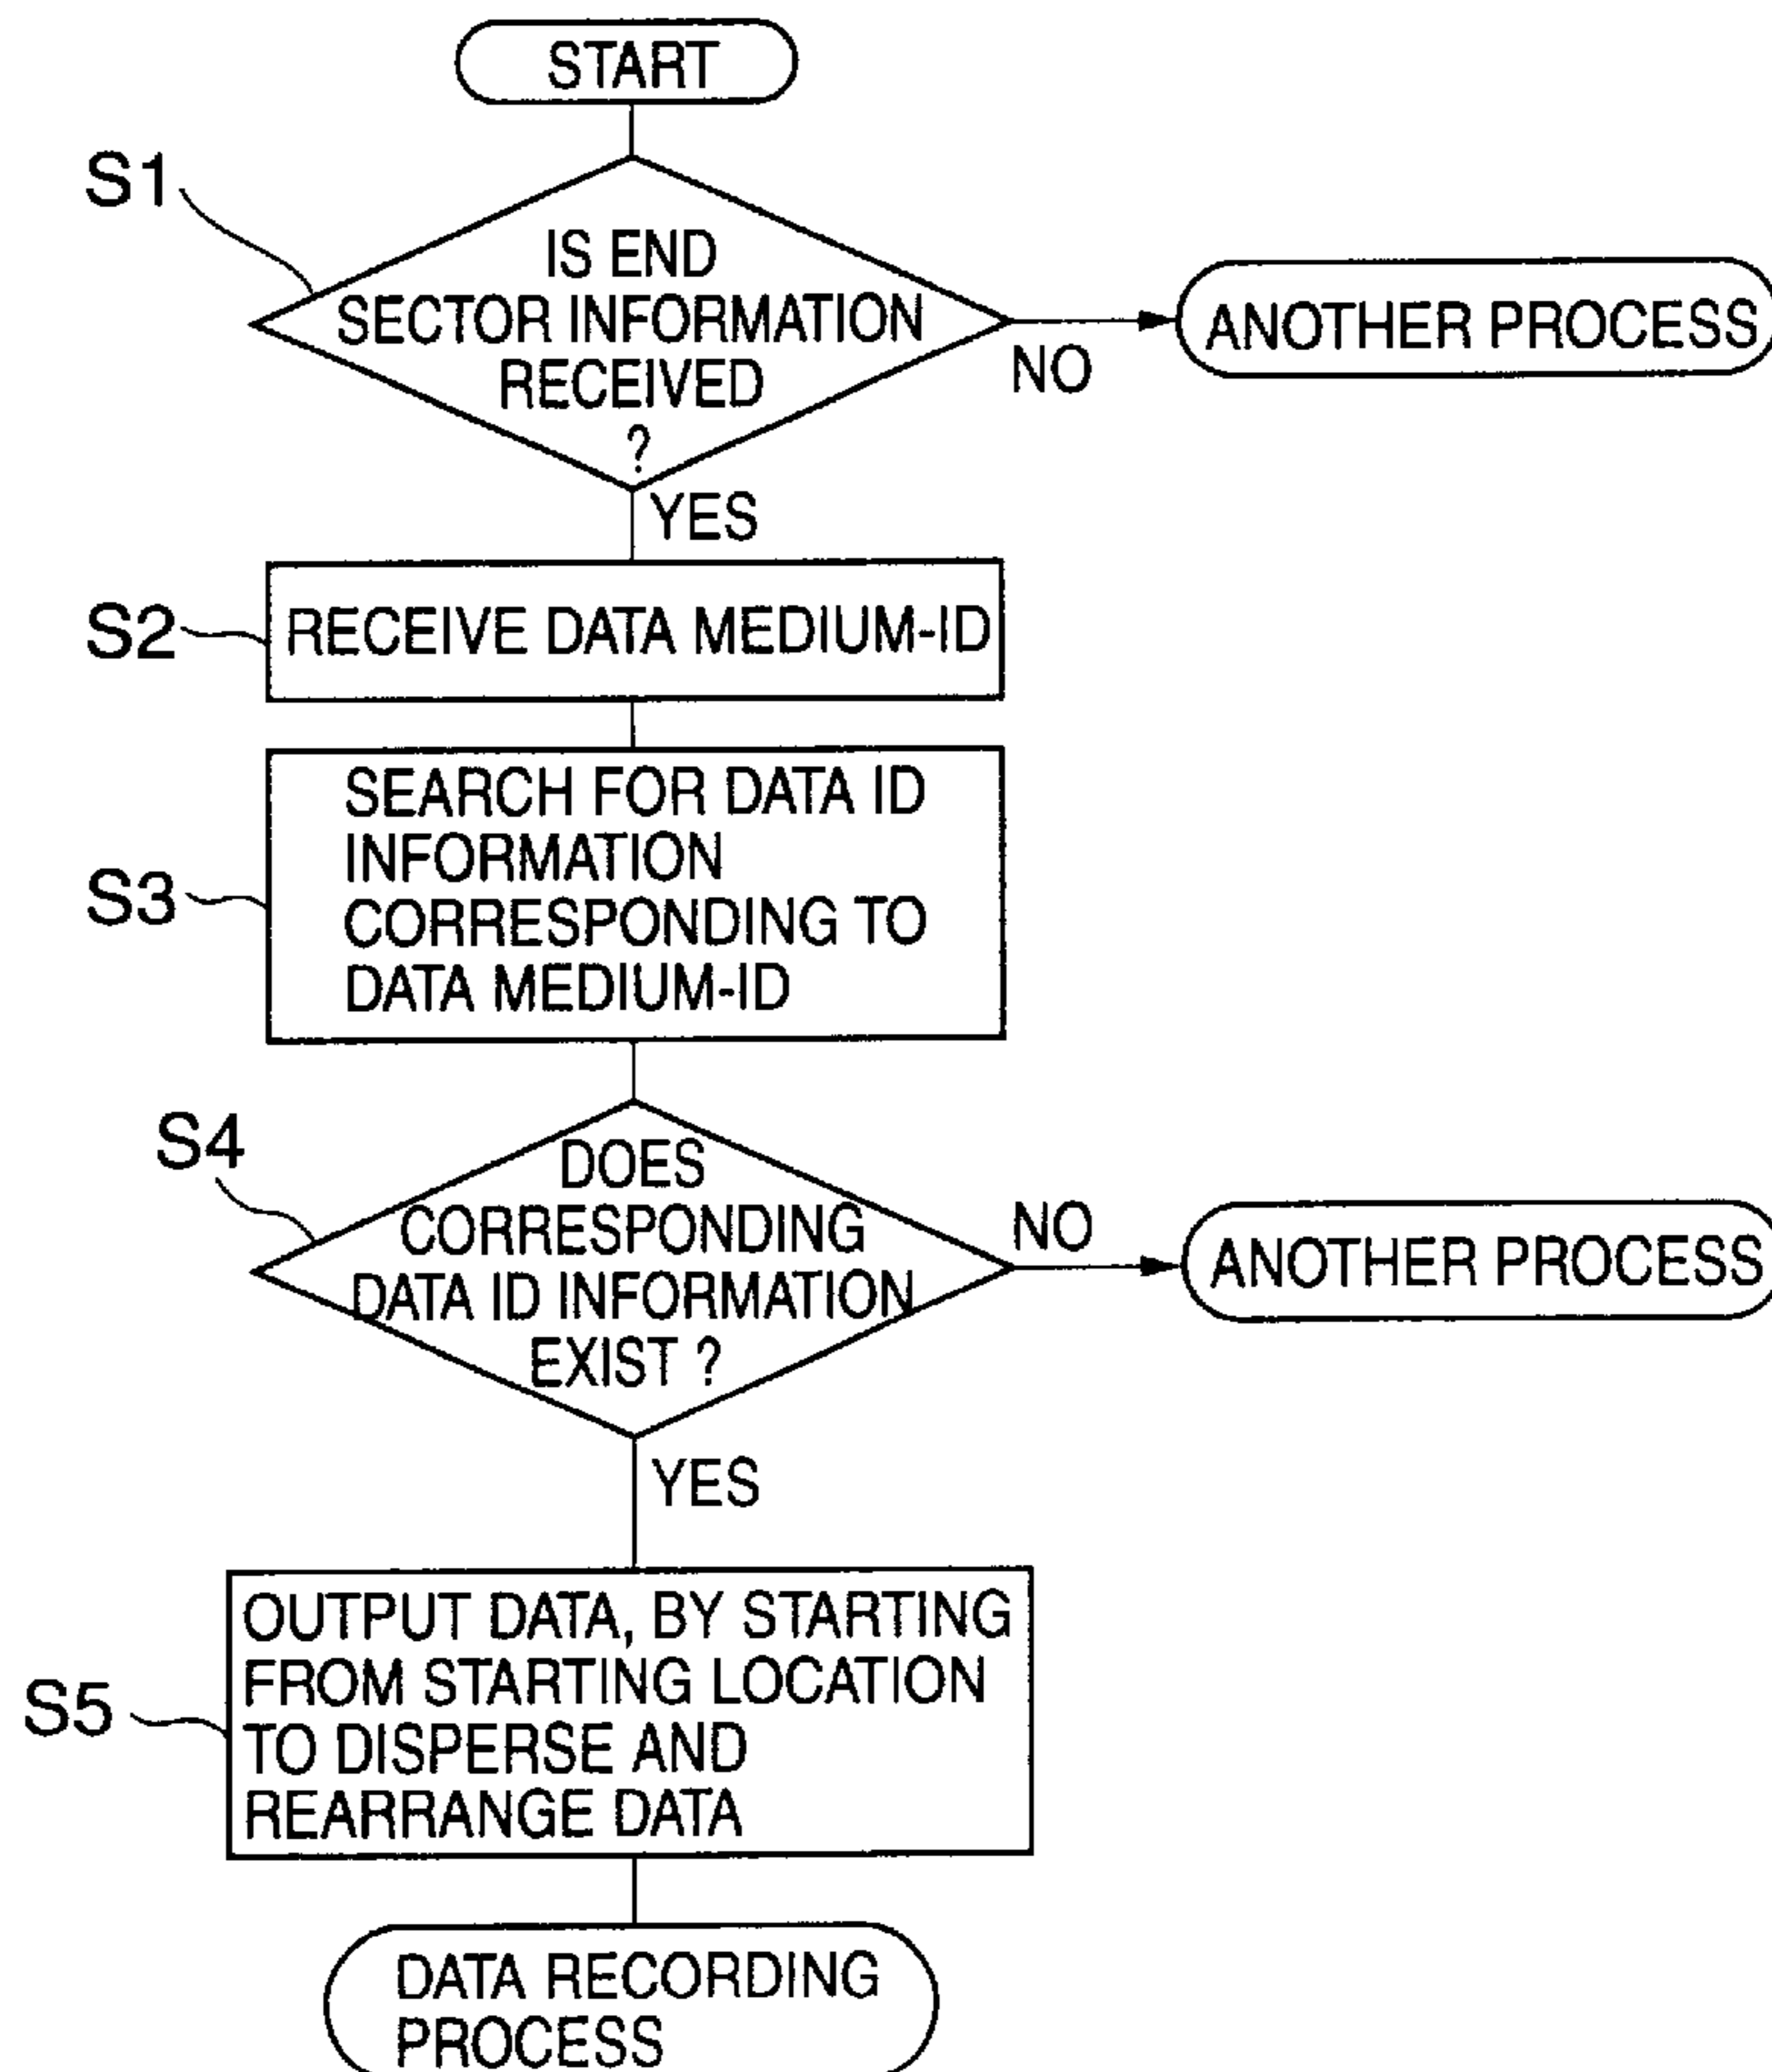 START
S1
IS END
SECTOR INFORMATION
RECEIVED
?
NO
ANOTHER PROCESS
YES
S2
RECEIVE DATA MEDIUM-ID
S3
SEARCH FOR DATA ID
INFORMATION
CORRESPONDING TO
DATA MEDIUM-ID
S4
DOES
CORRESPONDING
DATA ID INFORMATION
EXIST ?
NO
ANOTHER PROCESS
YES
S5
OUTPUT DATA, BY STARTING
FROM STARTING LOCATION
TO DISPERSE AND
REARRANGE DATA
DATA RECORDING
PROCESS